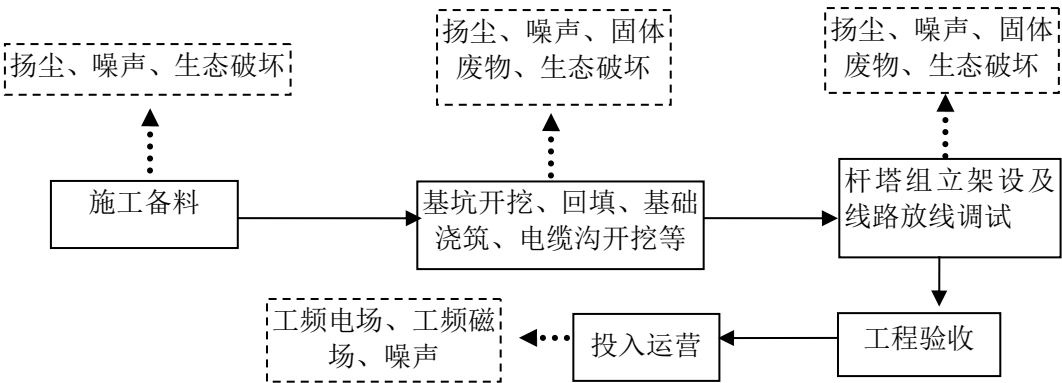 扬尘、噪声、生态破坏
扬尘、噪声、固体
废物、生态破坏
扬尘、噪声、固体
废物、生态破坏
施工备料
基坑开挖、回填、基础
浇筑、电缆沟开挖等
杆塔组立架设及
线路放线调试
工频电场、工频磁
场、噪声
投入运营
工程验收